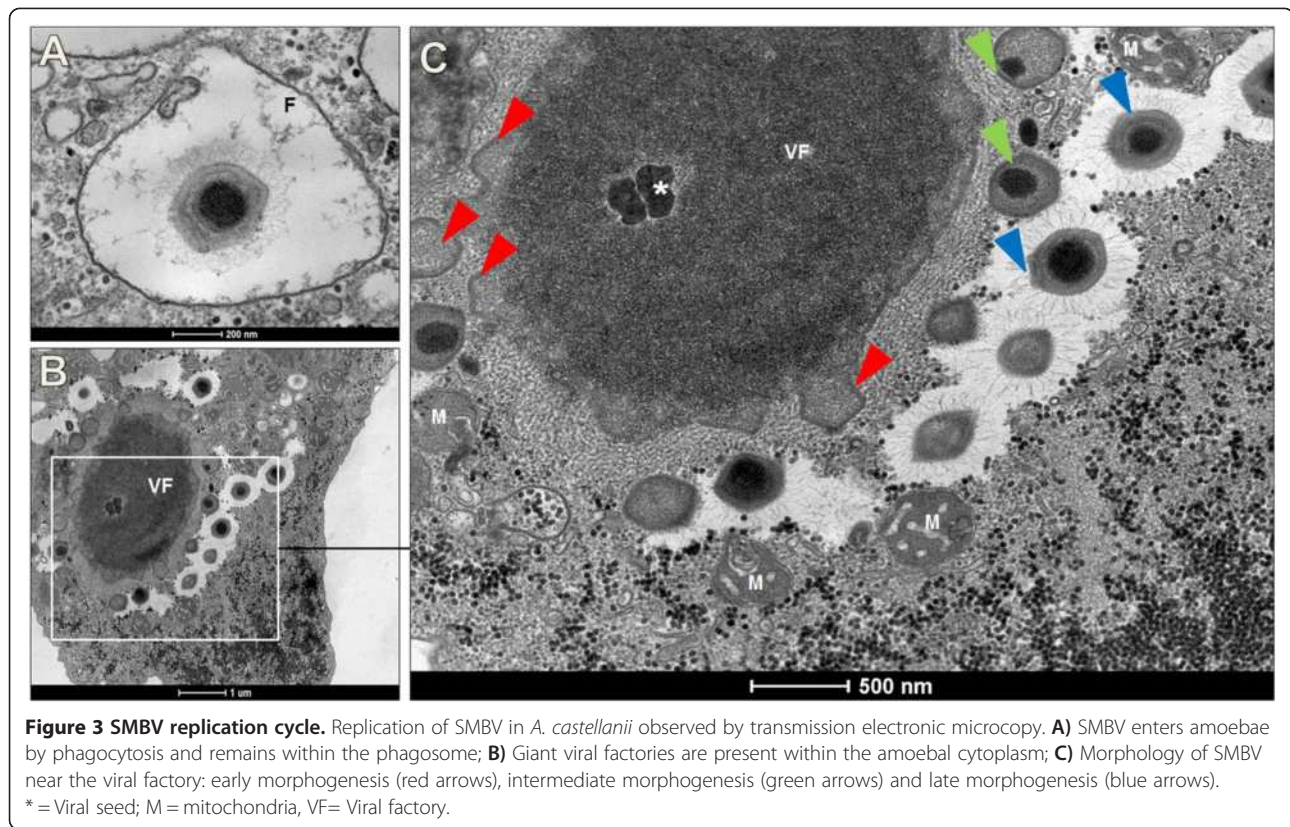 A
F
200 nm
B
VF
1 um
C
M
VF
*
M
M
M
500 nm
Figure 3 SMBV replication cycle. Replication of SMBV in A. castellanii observed by transmission electronic microcopy. A) SMBV enters amoebae
by phagocytosis and remains within the phagosome; B) Giant viral factories are present within the amoebal cytoplasm; C) Morphology of SMBV
near the viral factory: early morphogenesis (red arrows), intermediate morphogenesis (green arrows) and late morphogenesis (blue arrows).
* = Viral seed; M = mitochondria, VF= Viral factory.